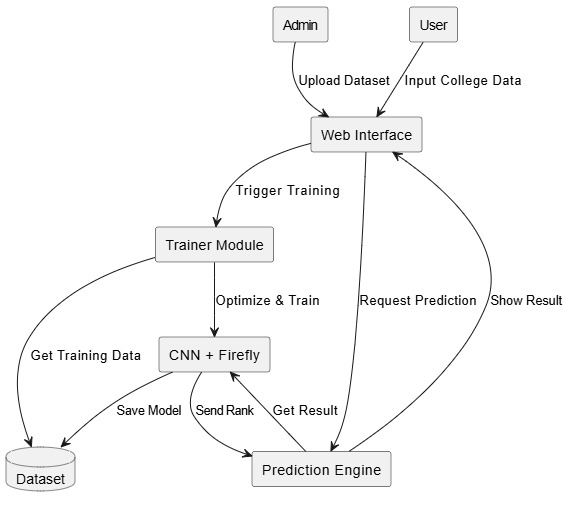 Admin
User
Upload Dataset
Input College Data
Web Interface
Trigger Training
Trainer Module
Optimize & Train
Request Prediction
Show Result
Get Training Data
CNN + Firefly
Save Model
Send Rank
Get Result
Dataset
Prediction Engine